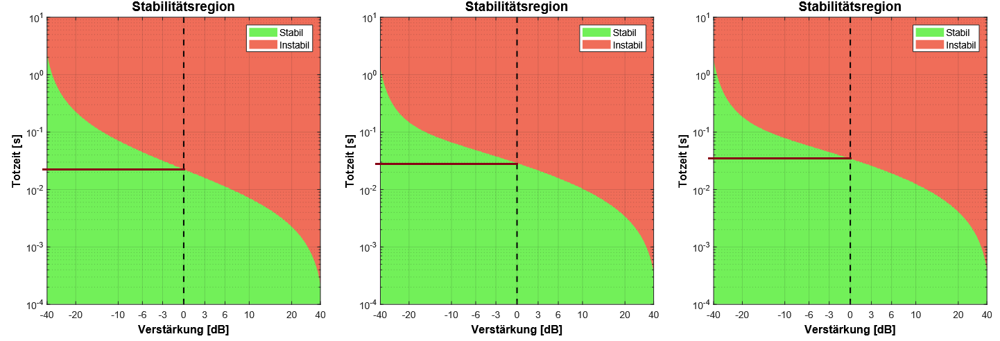 Stabilitätsregion
Stabil
Instabil
10^1
10^0
10^-1
10^-2
10^-3
10^-4
Totzeit [s]
-40 -20 -10 -6 -3 0 3 6 10 20 40
Verstärkung [dB]
Stabilitätsregion
Stabil
Instabil
10^1
10^0
10^-1
10^-2
10^-3
10^-4
Totzeit [s]
-40 -20 -10 -6 -3 0 3 6 10 20 40
Verstärkung [dB]
Stabilitätsregion
Stabil
Instabil
10^1
10^0
10^-1
10^-2
10^-3
10^-4
Totzeit [s]
-40 -20 -10 -6 -3 0 3 6 10 20 40
Verstärkung [dB]